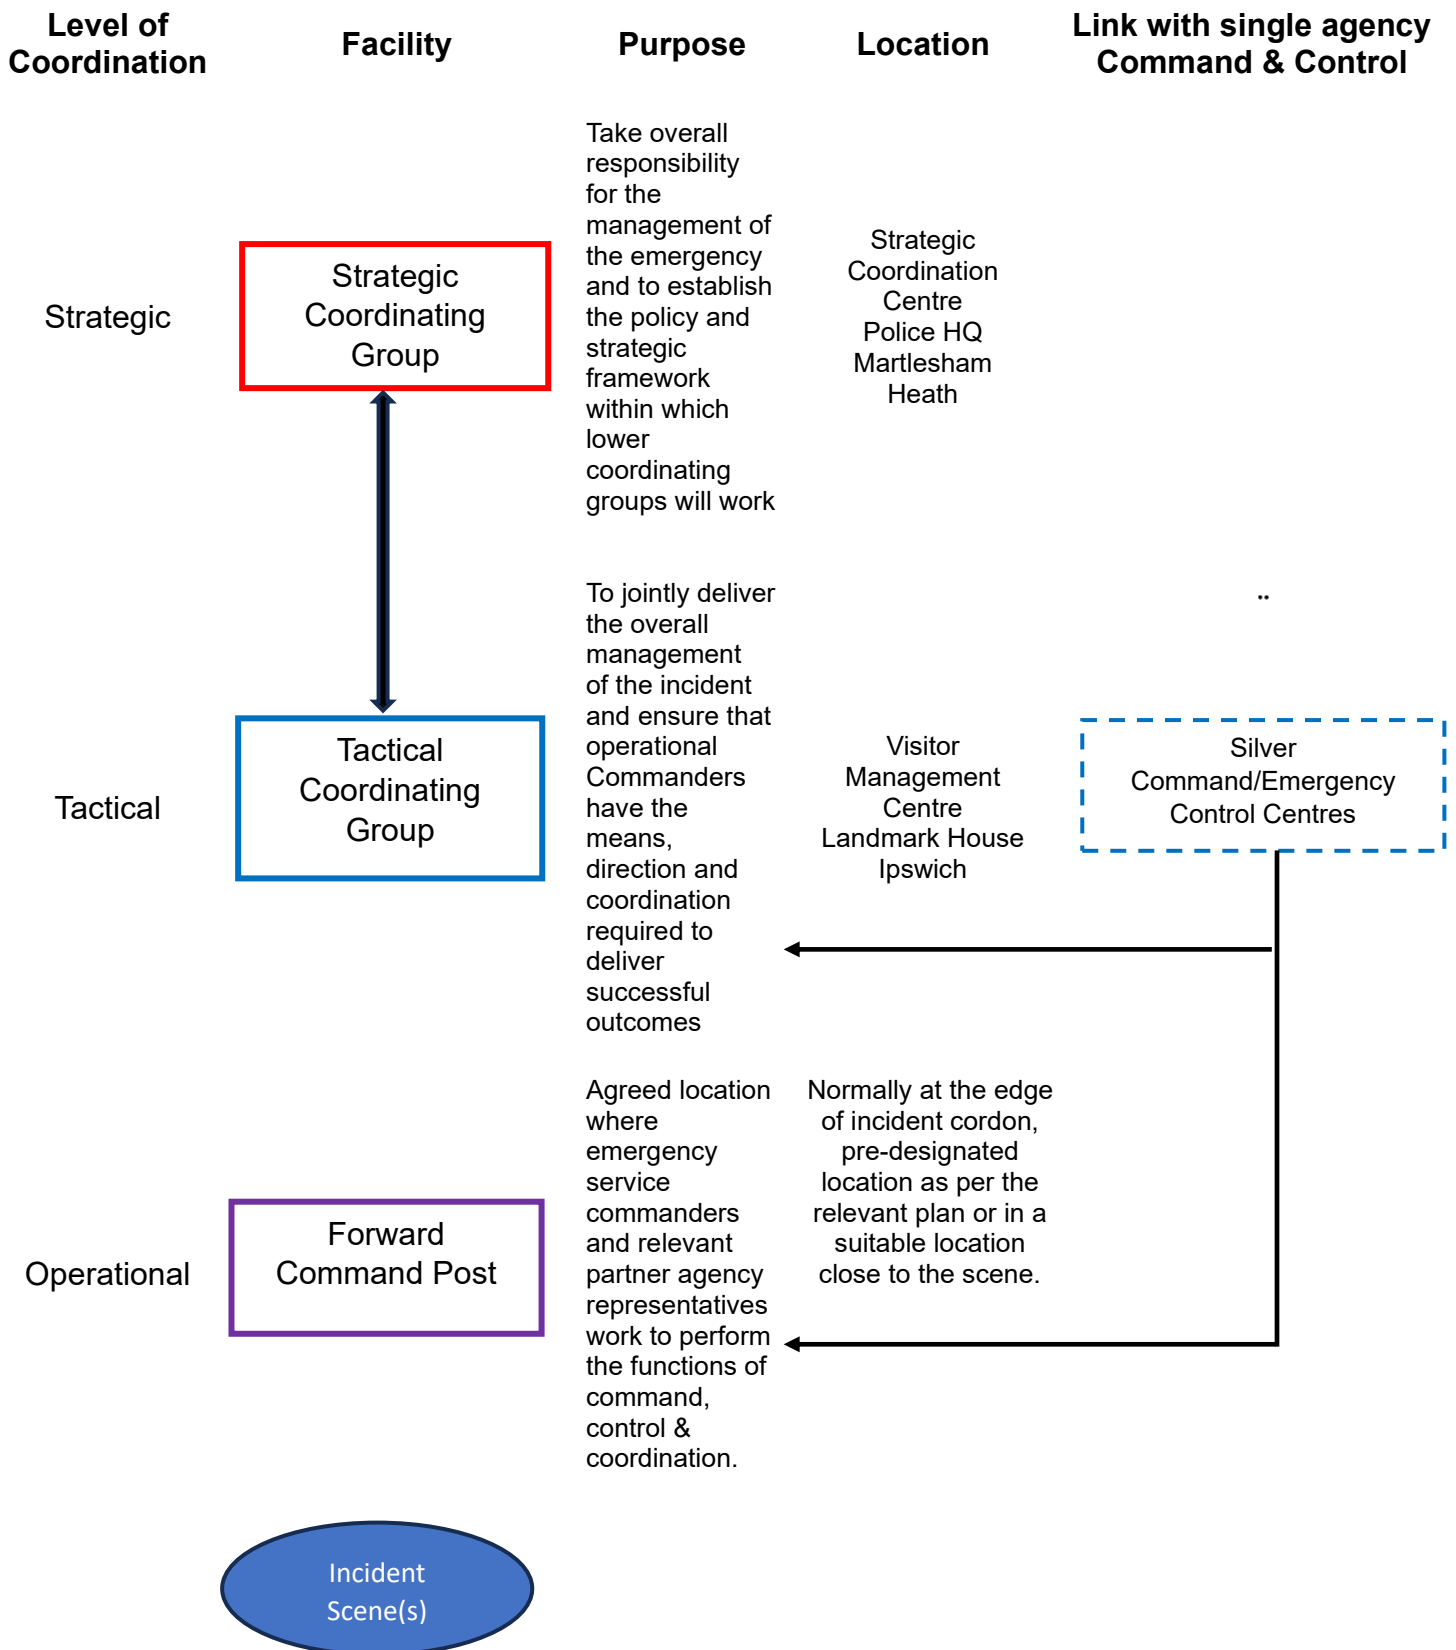 Level of
Coordination
Facility
Purpose
Location
Link with single agency
Command & Control
Strategic
Strategic
Coordinating
Group
Take overall
responsibility
for the
management of
the emergency
and to establish
the policy and
strategic
framework
within which
lower
coordinating
groups will work
Strategic
Coordination
Centre
Police HQ
Martlesham
Heath
Tactical
Tactical
Coordinating
Group
To jointly deliver
the overall
management
of the incident
and ensure that
operational
Commanders
have the
means,
direction and
coordination
required to
deliver
successful
outcomes
Visitor
Management
Centre
Landmark House
Ipswich
..
Silver
Command/Emergency
Control Centres
Operational
Forward
Command Post
Agreed location
where
emergency
service
commanders
and relevant
partner agency
representatives
work to perform
the functions of
command,
control &
coordination.
Normally at the edge
of incident cordon,
pre-designated
location as per the
relevant plan or in a
suitable location
close to the scene.
Incident
Scene(s)